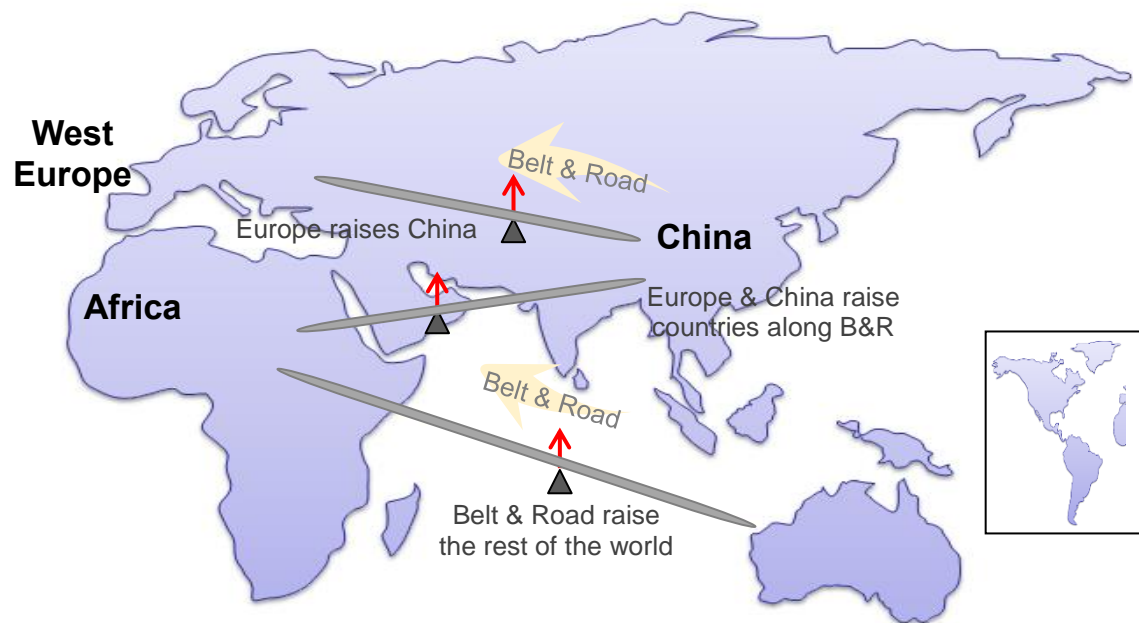 West
Europe
Belt & Road
Europe raises China
China
Africa
Europe & China raise
countries along B&R
Belt & Road
Belt & Road raise
the rest of the world